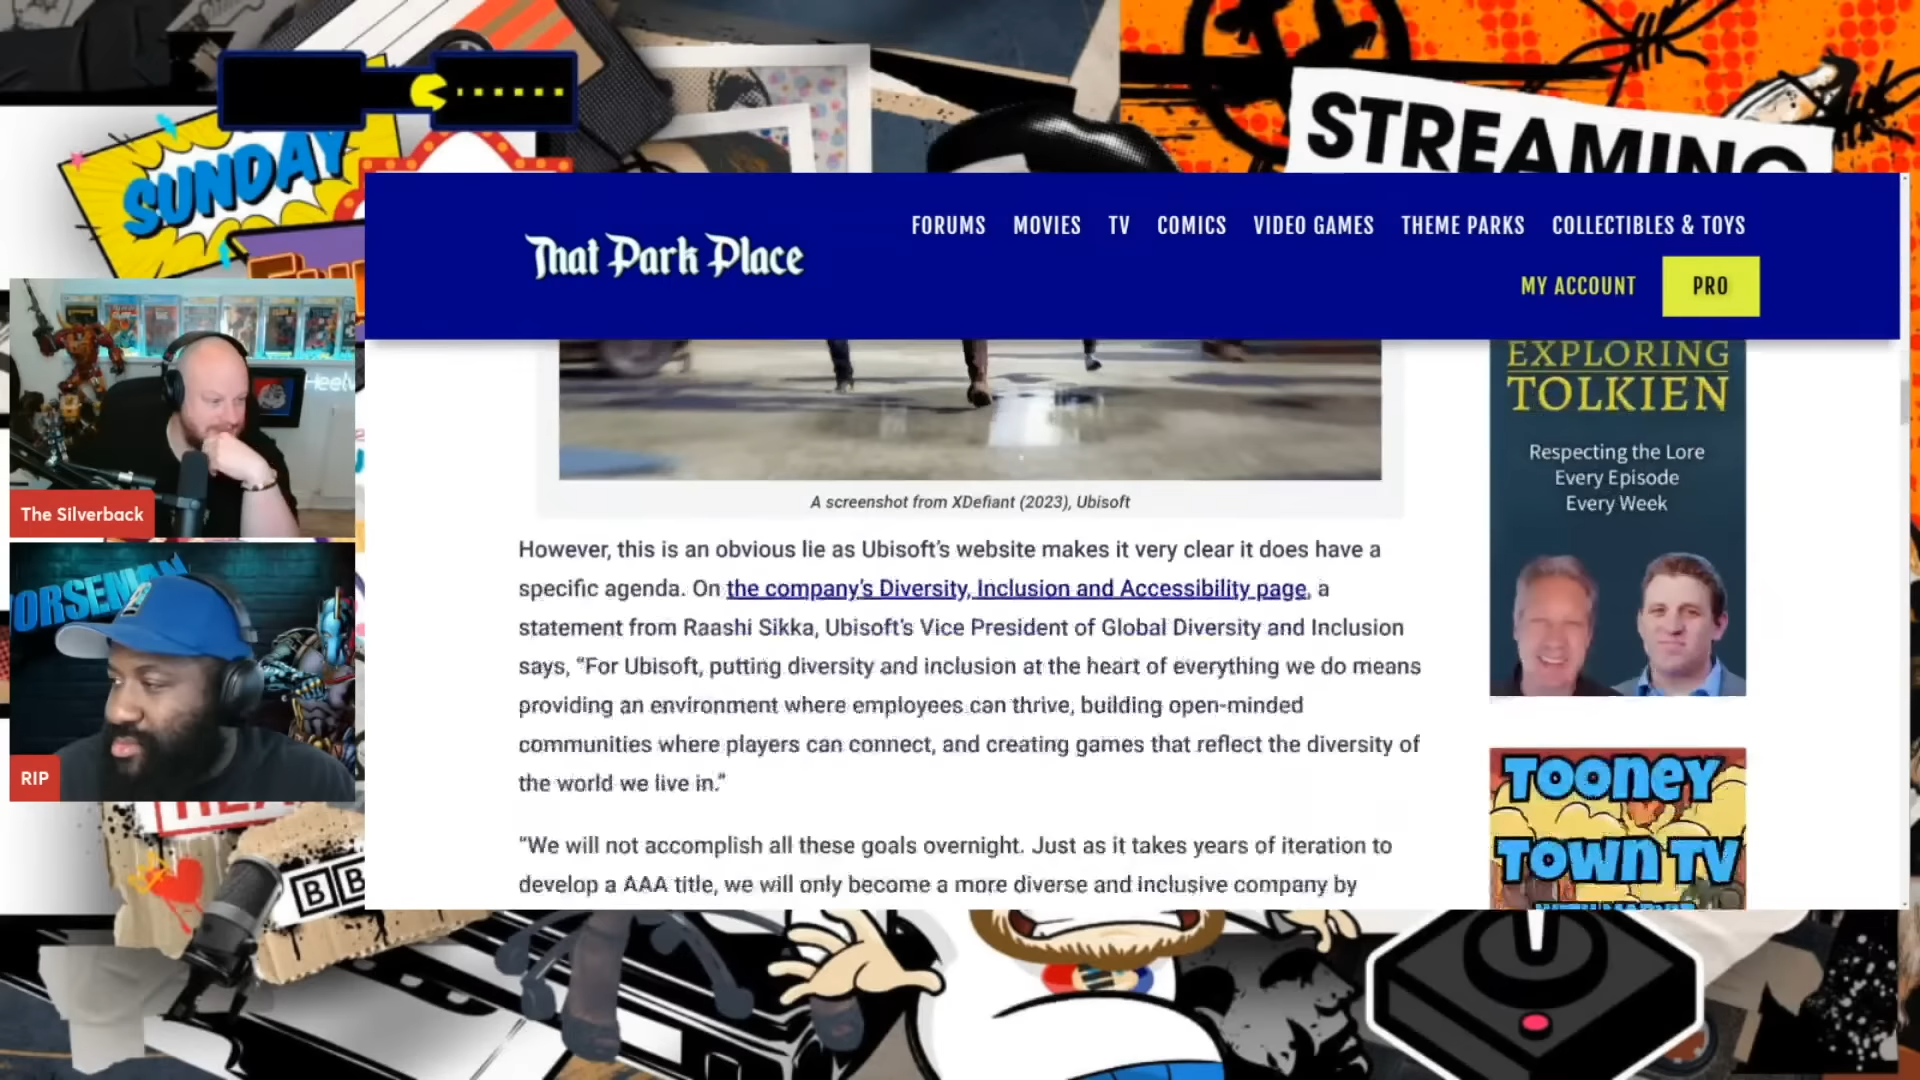 SUNDAY
STREAMING
That Park Place
FORUMS MOVIES TV COMICS VIDEO GAMES THEME PARKS COLLECTIBLES & TOYS
MY ACCOUNT PRO
The Silverback
RIP
A screenshot from XDefiant (2023), Ubisoft
However, this is an obvious lie as Ubisoft's website makes it very clear it does have a
specific agenda. On the company's Diversity, Inclusion and Accessibility page, a
statement from Raashi Sikka, Ubisoft's Vice President of Global Diversity and Inclusion
says, “For Ubisoft, putting diversity and inclusion at the heart of everything we do means
providing an environment where employees can thrive, building open-minded
communities where players can connect, and creating games that reflect the diversity of
the world we live in.”
“We will not accomplish all these goals overnight. Just as it takes years of iteration to
develop a AAA title, we will only become a more diverse and inclusive company by
EXPLORING
TOLKIEN
Respecting the Lore
Every Episode
Every Week
TOONEY
TOWN TV